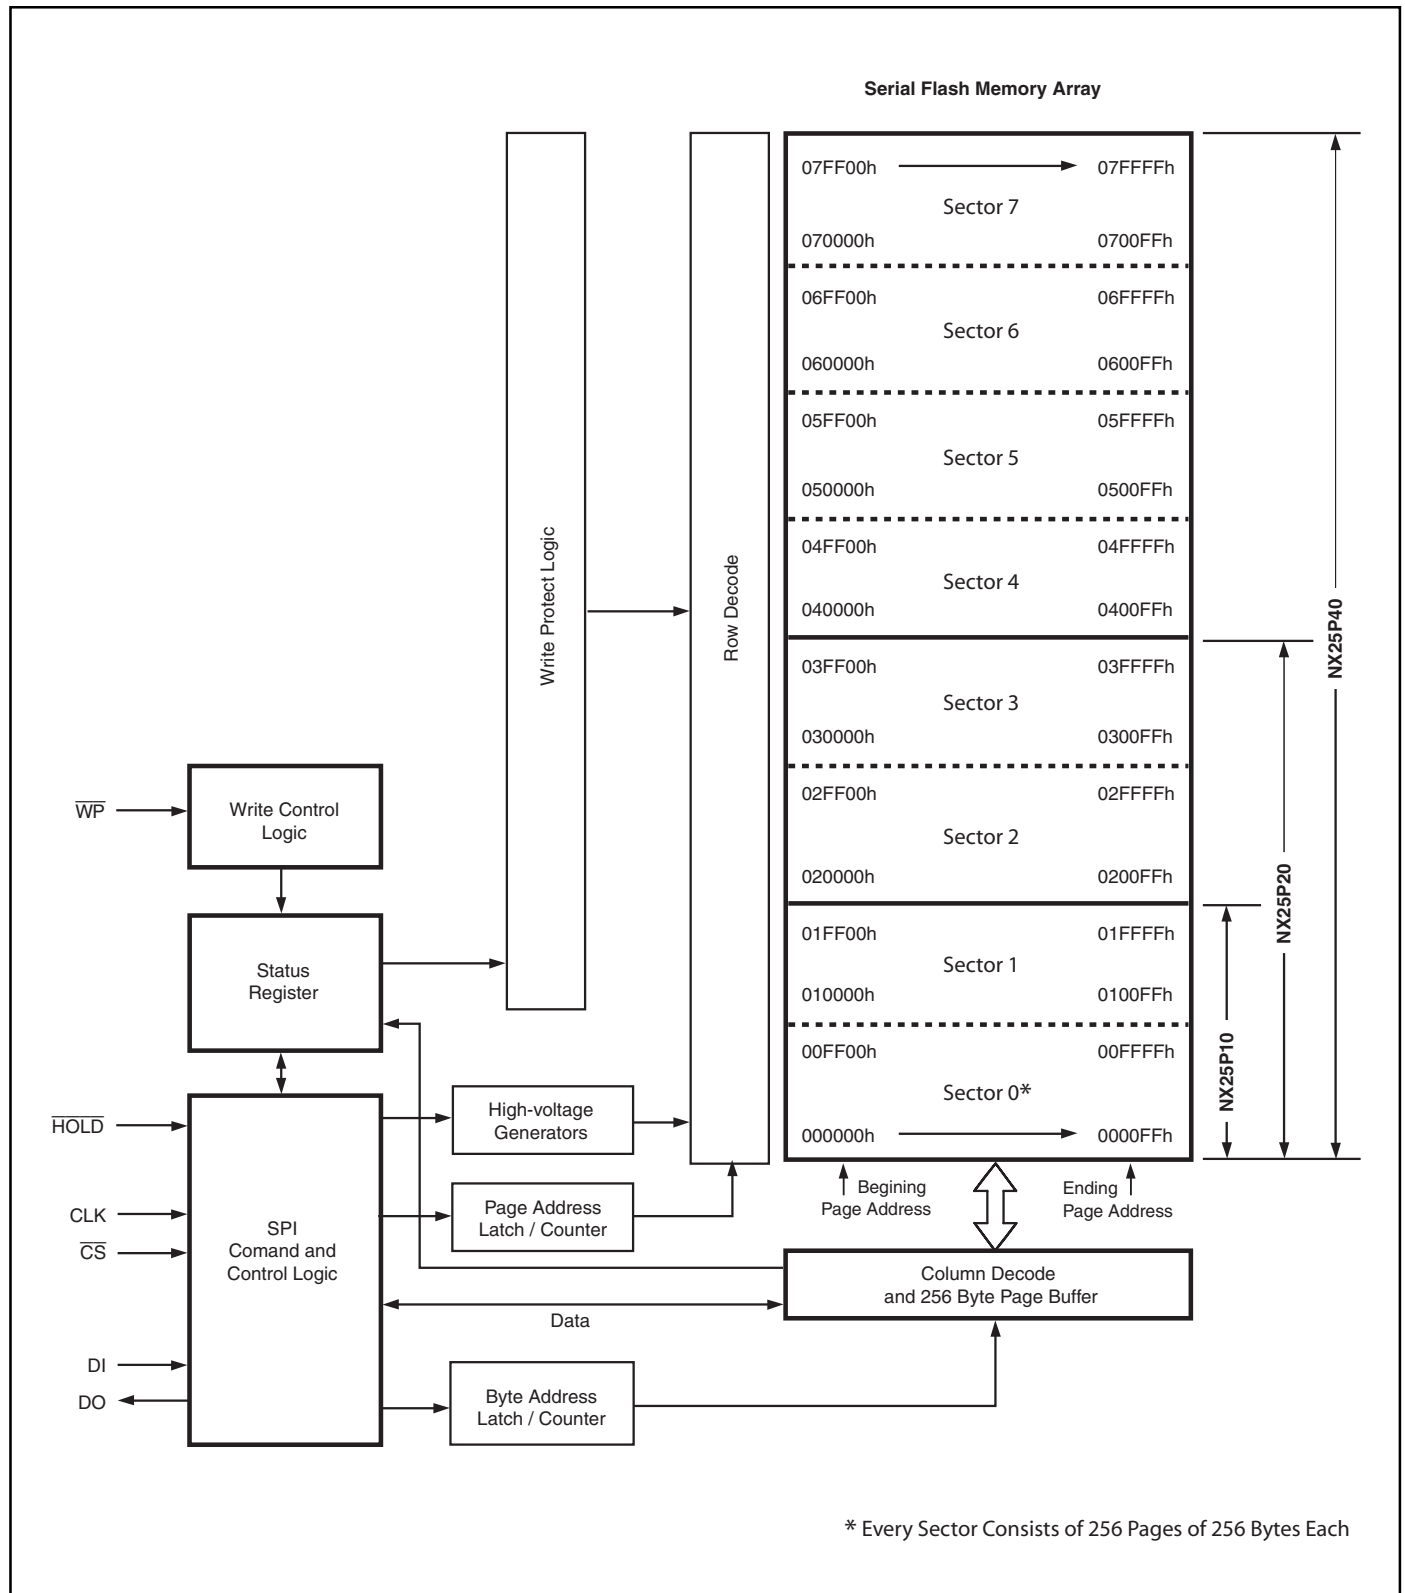 Serial Flash Memory Array
07FF00h 07FFFFh
Sector 7
070000h 0700FFh
06FF00h 06FFFFh
Sector 6
060000h 0600FFh
05FF00h 05FFFFh
Sector 5
050000h 0500FFh
04FF00h 04FFFFh
Sector 4
040000h 0400FFh
03FF00h 03FFFFh
Sector 3
030000h 0300FFh
02FF00h 02FFFFh
Sector 2
020000h 0200FFh
01FF00h 01FFFFh
Sector 1
010000h 0100FFh
00FF00h 00FFFFh
Sector 0*
000000h 0000FFh
Begining
Page Address
Ending
Page Address
NX25P10
NX25P20
NX25P40
Write Protect Logic
Row Decode
WP
Write Control
Logic
Status
Register
HOLD
CLK
CS
DI
DO
SPI
Comand and
Control Logic
High-voltage
Generators
Page Address
Latch / Counter
Column Decode
and 256 Byte Page Buffer
Data
Byte Address
Latch / Counter
* Every Sector Consists of 256 Pages of 256 Bytes Each